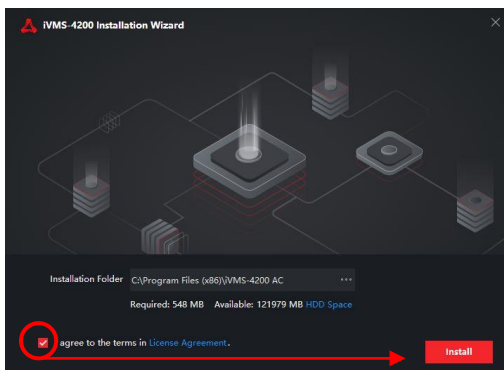 iVMS-4200 Installation Wizard
Installation Folder C:\Program Files (x86)\iVMS-4200 AC ...
Required: 548 MB Available: 121979 MB HDD Space
agree to the terms in License Agreement.
Install